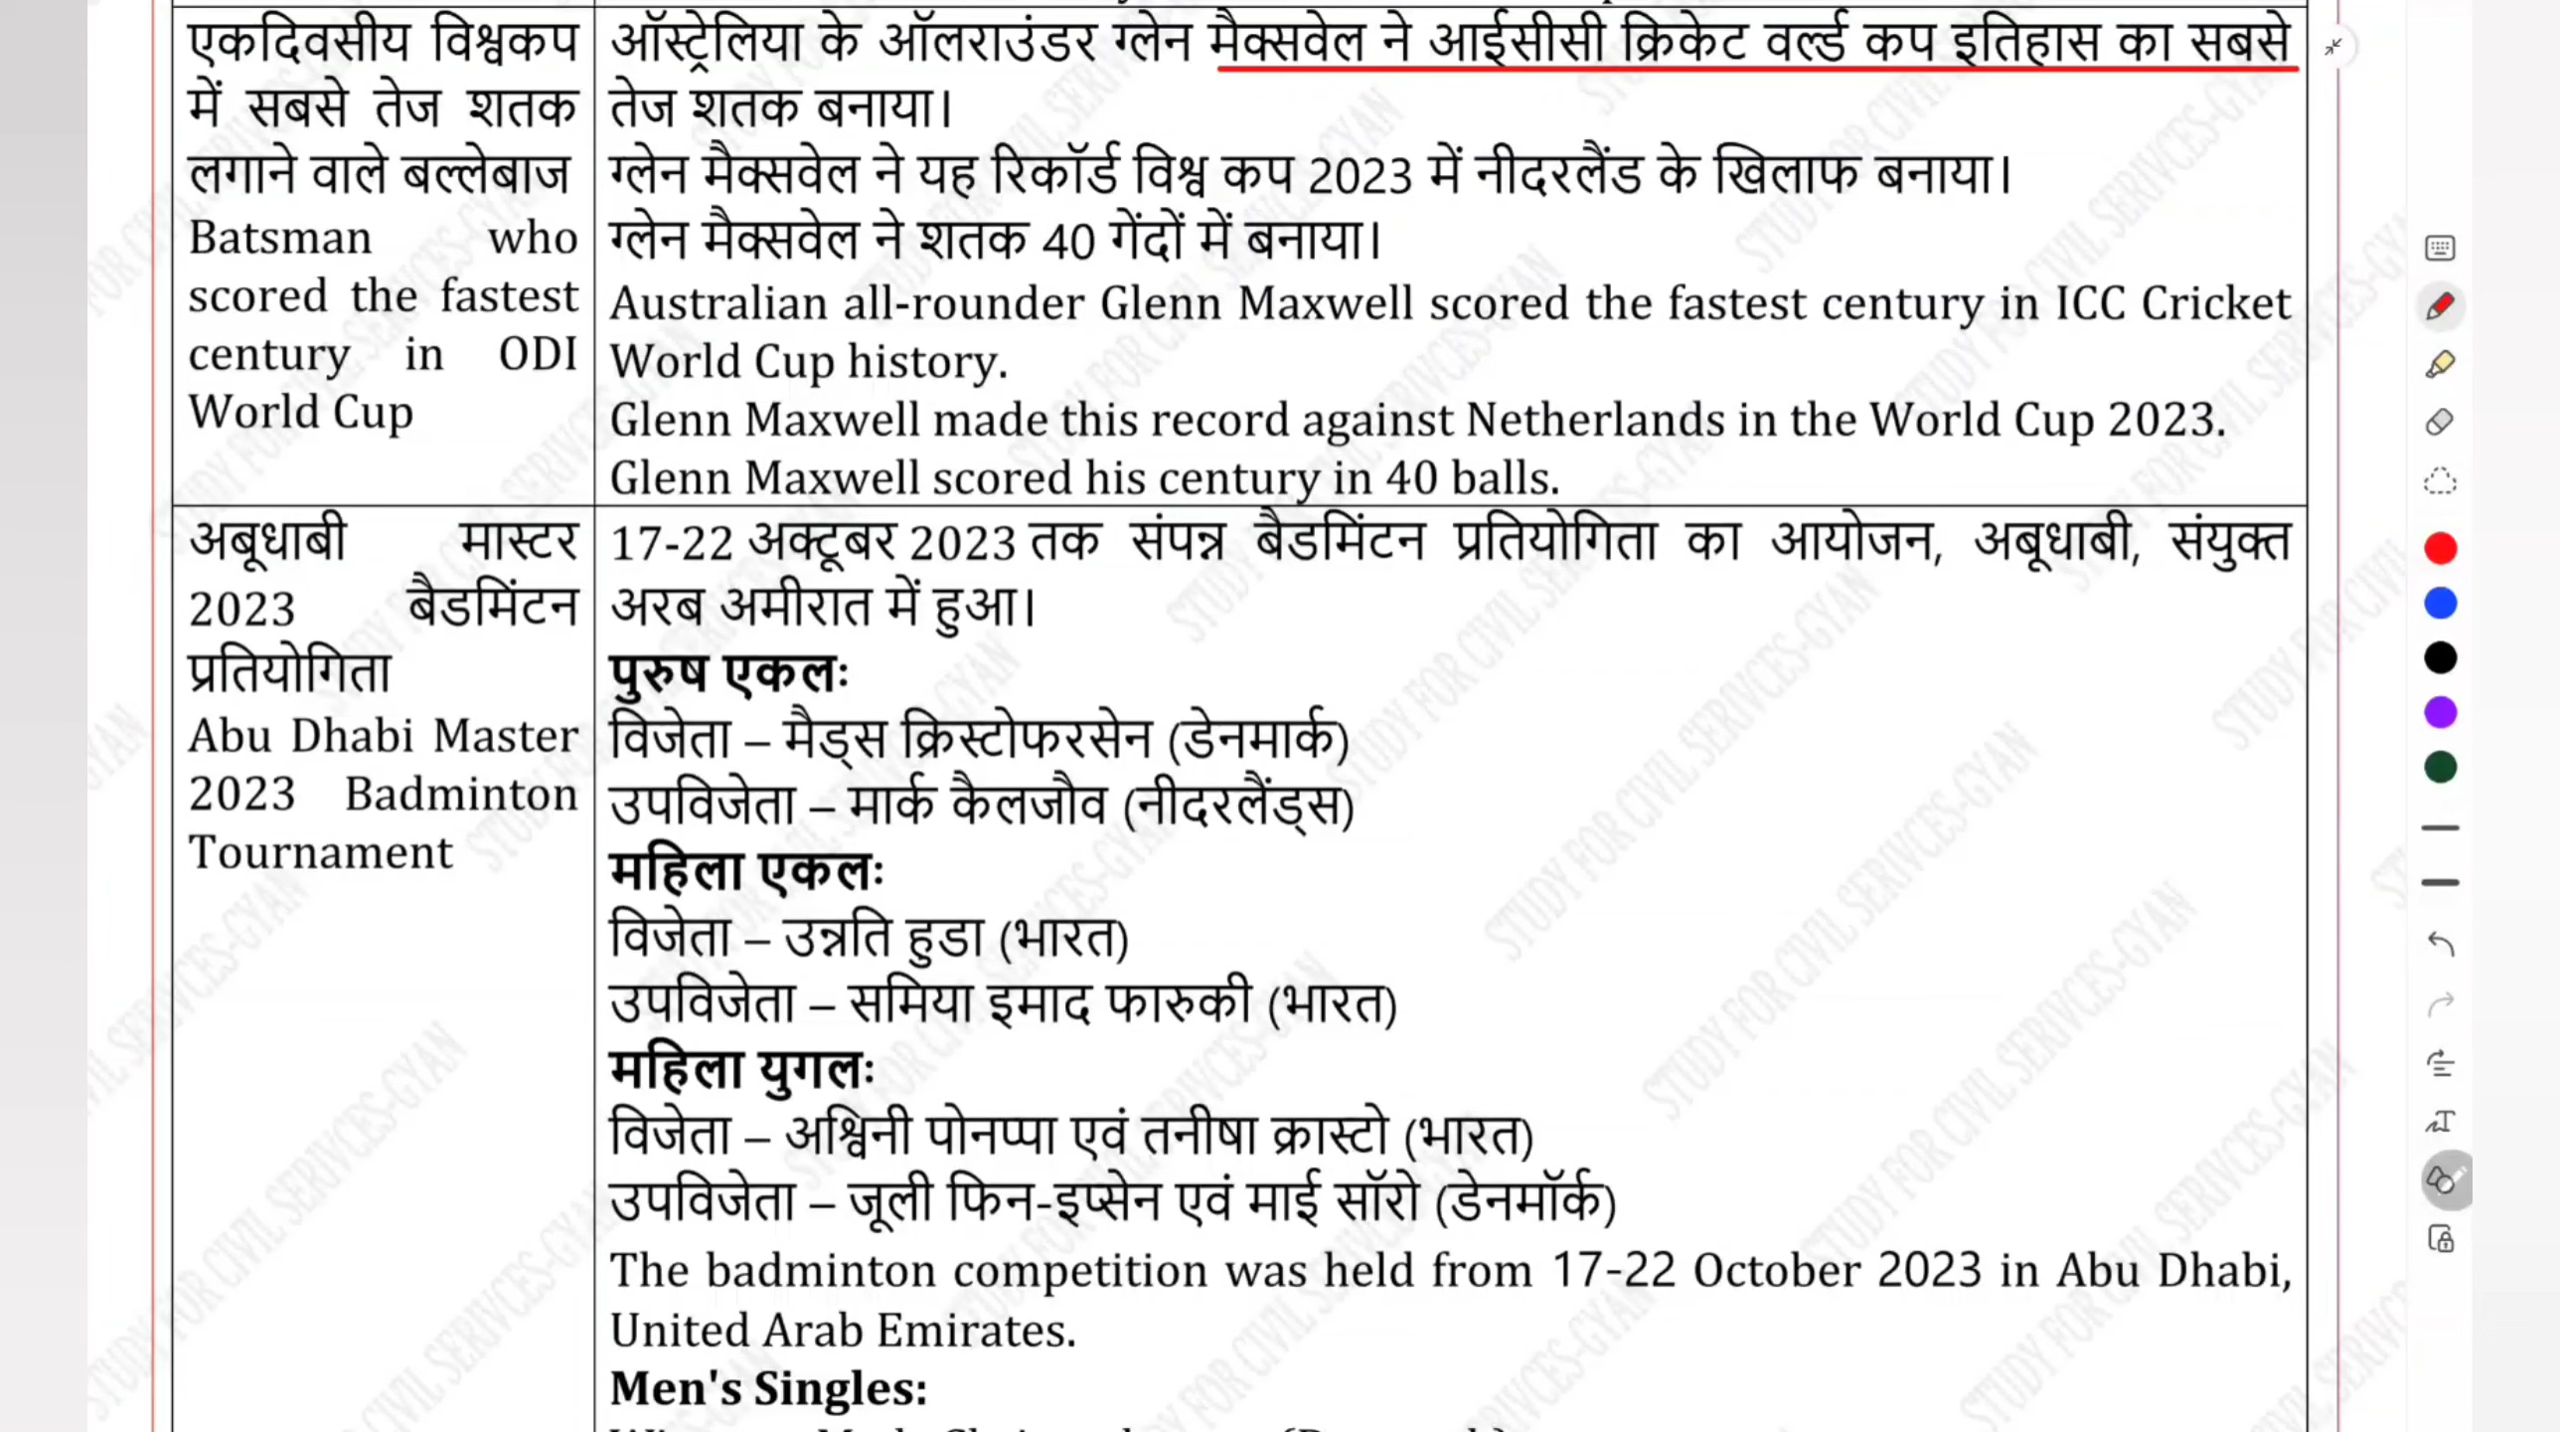 एकदिवसीय विश्वकप
में सबसे तेज शतक
लगाने वाले बल्लेबाज
Batsman who
scored the fastest
century in ODI
World Cup
ऑस्ट्रेलिया के ऑलराउंडर ग्लेन मैक्सवेल ने आईसीसी क्रिकेट वर्ल्ड कप इतिहास का सबसे
तेज शतक बनाया।
ग्लेन मैक्सवेल ने यह रिकॉर्ड विश्व कप 2023 में नीदरलैंड के खिलाफ बनाया।
ग्लेन मैक्सवेल ने शतक 40 गेंदों में बनाया।
Australian all-rounder Glenn Maxwell scored the fastest century in ICC Cricket
World Cup history.
Glenn Maxwell made this record against Netherlands in the World Cup 2023.
Glenn Maxwell scored his century in 40 balls.
अबूधाबी मास्टर
2023 बैडमिंटन
प्रतियोगिता
Abu Dhabi Master
2023 Badminton
Tournament
17-22 अक्टूबर 2023 तक संपन्न बैडमिंटन प्रतियोगिता का आयोजन, अबूधाबी, संयुक्त
अरब अमीरात में हुआ।
पुरुष एकलः
विजेता – मैड्स क्रिस्टोफरसेन (डेनमार्क)
उपविजेता – मार्क कैलजौव (नीदरलैंड्स)
महिला एकलः
विजेता – उन्नति हुडा (भारत)
उपविजेता – समिया इमाद फारुकी (भारत)
महिला युगलः
विजेता – अश्विनी पोनप्पा एवं तनीषा क्रास्टो (भारत)
उपविजेता – जूली फिन-इप्सेन एवं माई सॉरो (डेनमॉर्क)
The badminton competition was held from 17-22 October 2023 in Abu Dhabi,
United Arab Emirates.
Men's Singles:
STUDY FOR CIVIL SERIVCES-GYAN